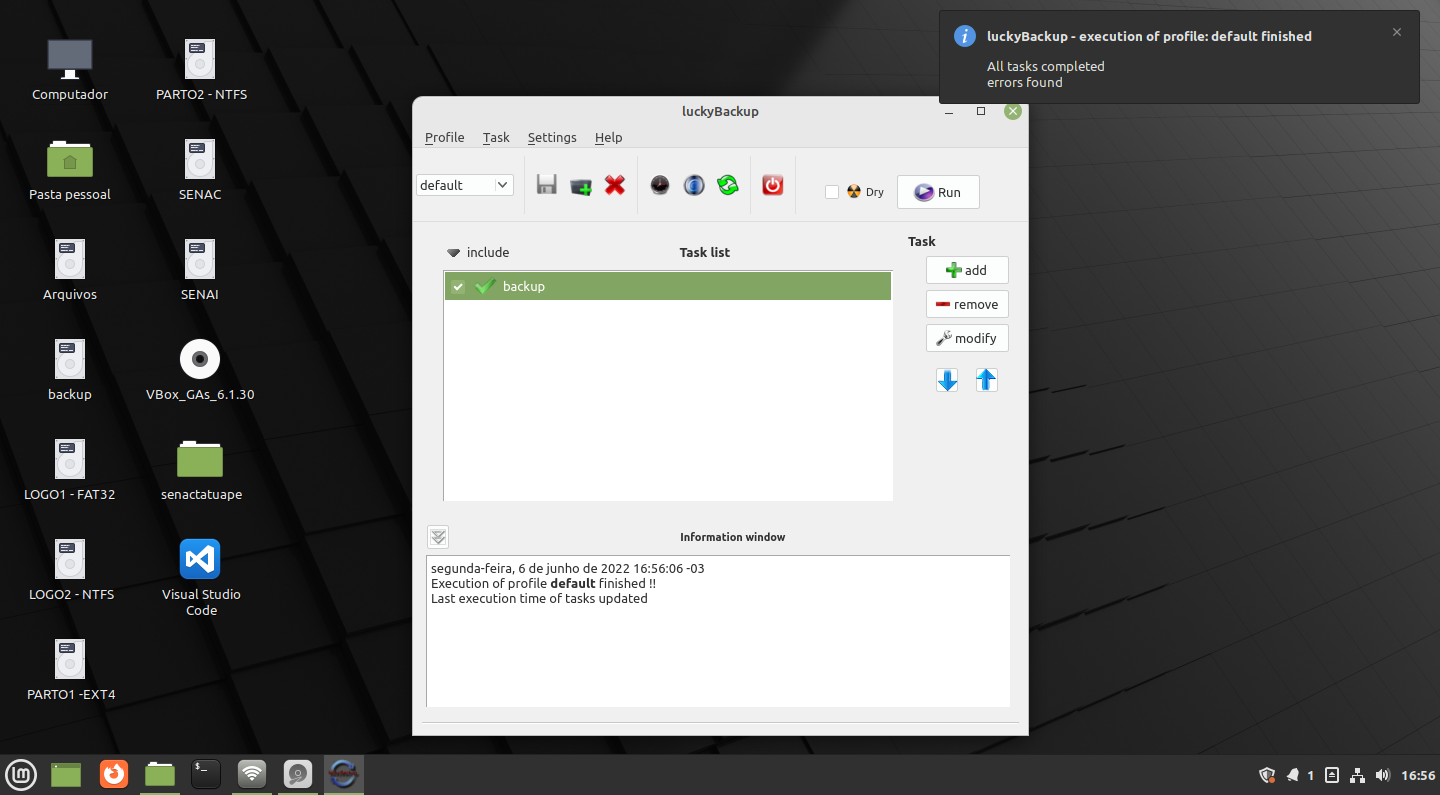 Computador
PARTO2 - NTFS
Pasta pessoal
SENAC
Arquivos
SENAI
backup
VBox_GAs_6.1.30
LOGO1 - FAT32
senactatuape
LOGO2 - NTFS
Visual Studio
Code
PARTO1 -EXT4
luckyBackup - execution of profile: default finished
All tasks completed
errors found
luckyBackup
Profile Task Settings Help
default
Dry
Run
include
Task list
Task
backup
add
remove
modify
Information window
segunda-feira, 6 de junho de 2022 16:56:06 -03
Execution of profile default finished !!
Last execution time of tasks updated
1
16:56